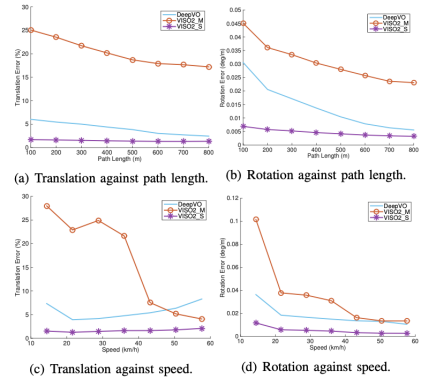 30
25
20
15
10
5
0
100 200 300 400 500 600 700 800
Path Length (m)
Translation Error (%)
DeepVO
VISO2_M
VISO2_S
(a) Translation against path length.
0.05
0.045
0.04
0.035
0.03
0.025
0.02
0.015
0.01
0.005
0
100 200 300 400 500 600 700 800
Path Length (m)
Rotation Error (deg/m)
DeepVO
VISO2_M
VISO2_S
(b) Rotation against path length.
30
25
20
15
10
5
0
10 20 30 40 50 60
Speed (km/h)
Translation Error (%)
DeepVO
VISO2_M
VISO2_S
(c) Translation against speed.
0.12
0.1
0.08
0.06
0.04
0.02
0
10 20 30 40 50 60
Speed (km/h)
Rotation Error (deg/m)
DeepVO
VISO2_M
VISO2_S
(d) Rotation against speed.